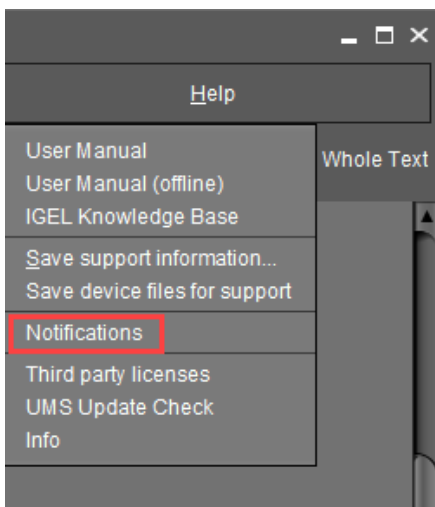 Help
User Manual
Whole Text
User Manual (offline)
IGEL Knowledge Base
Save support information...
Save device files for support
Notifications
Third party licenses
UMS Update Check
Info